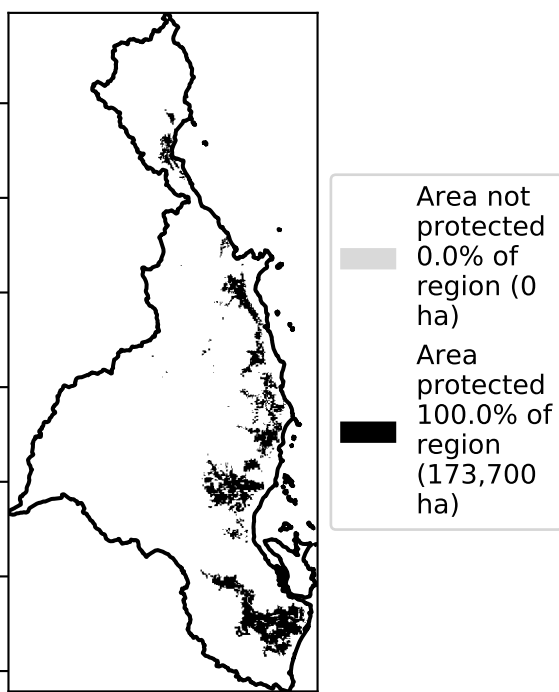 Area not
protected
0.0% of
region (0
ha)
Area
protected
100.0% of
region
(173,700
ha)